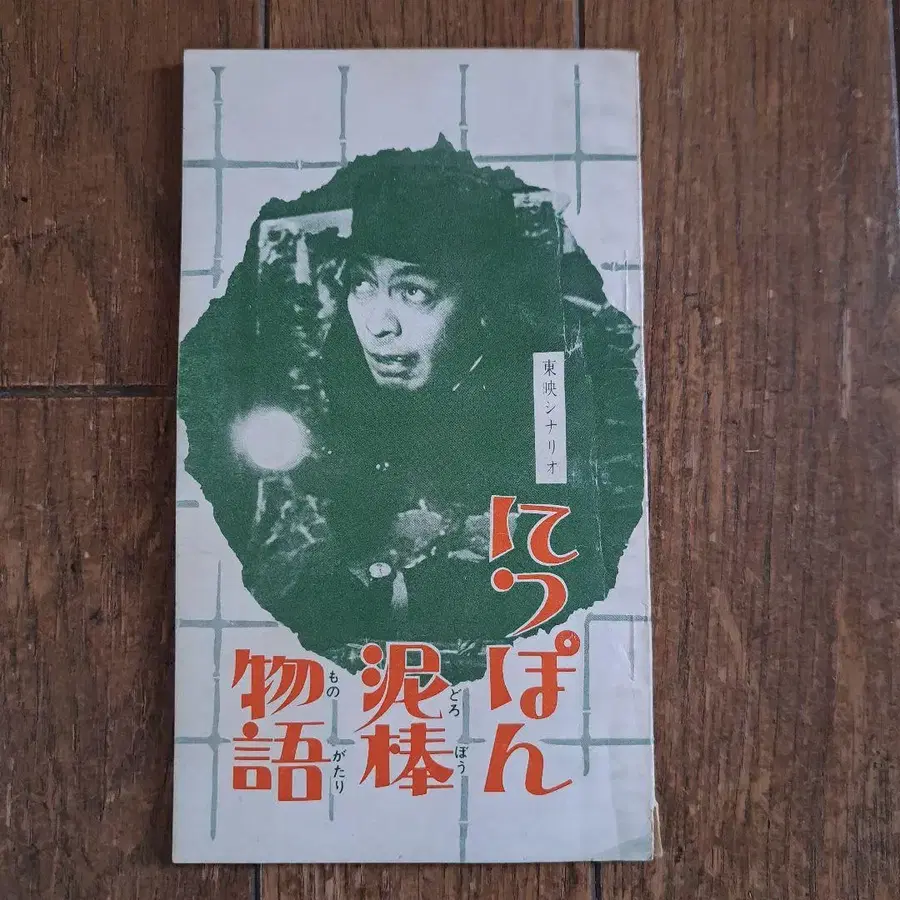 東映シナリオ
にっぽん
泥棒
どろぼう
物語
ものがたり